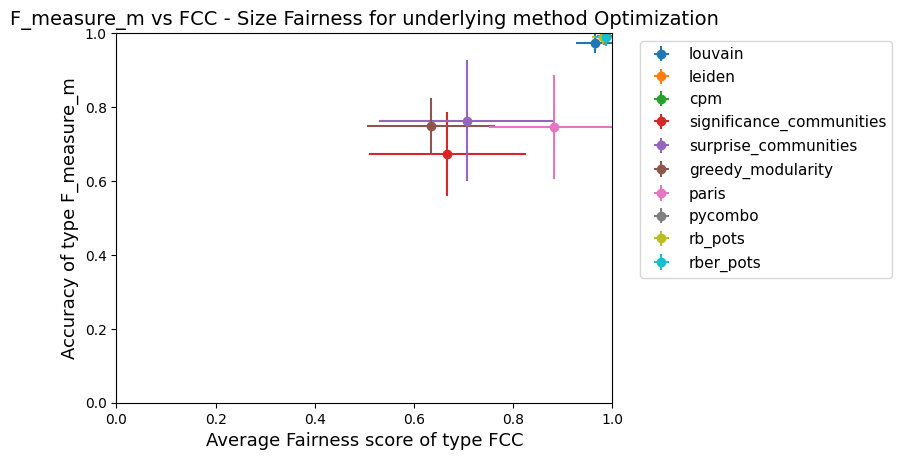 F_measure_m vs FCC - Size Fairness for underlying method Optimization
Accuracy of type F_measure_m
1.0
0.8
0.6
0.4
0.2
0.0
0.0
0.2
0.4
0.6
0.8
1.0
Average Fairness score of type FCC
louvain
leiden
cpm
significance_communities
surprise_communities
greedy_modularity
paris
pycombo
rb_pots
rber_pots